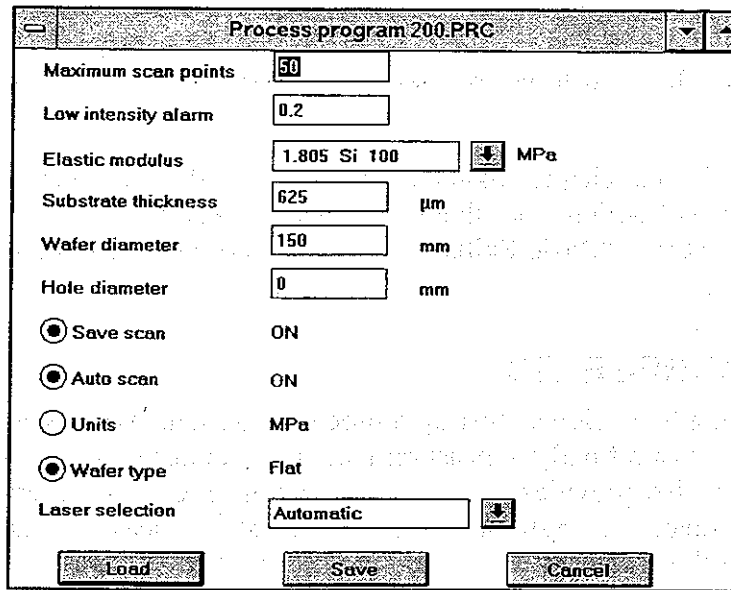 Process program 200.PRC
Maximum scan points 50
Low intensity alarm 0.2
Elastic modulus 1.805 Si 100 MPa
Substrate thickness 625 µm
Wafer diameter 150 mm
Hole diameter 0 mm
Save scan ON
Auto scan ON
Units MPa
Wafer type Flat
Laser selection Automatic
Load Save Cancel